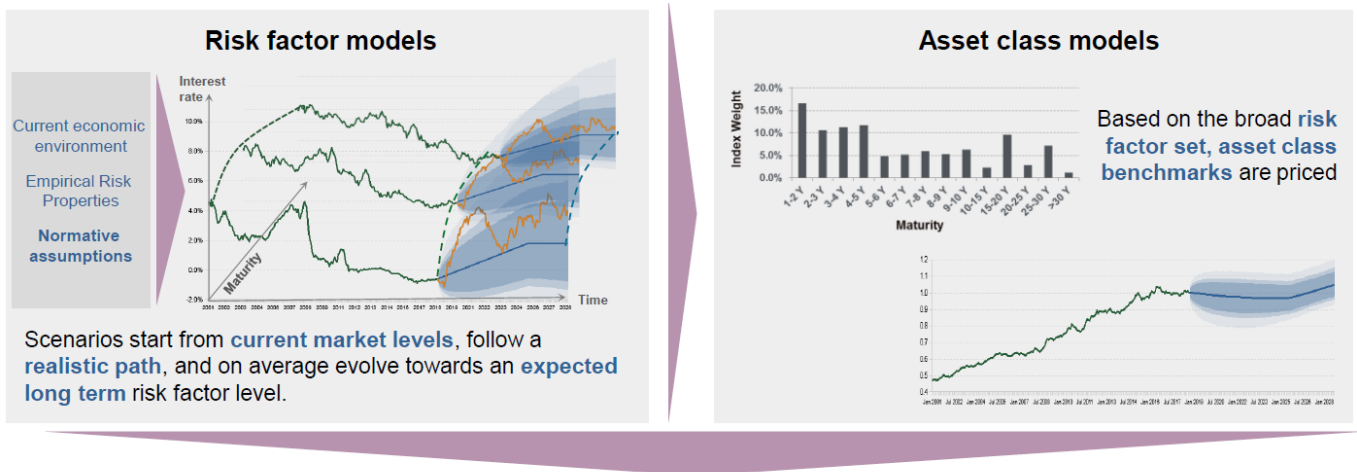 Risk factor models
Current economic
environment
Empirical Risk
Properties
Normative
assumptions
Interest
rate
10.0%
8.0%
6.0%
4.0%
2.0%
0.0%
-2.0%
Maturity
Time
Scenarios start from current market levels, follow a
realistic path, and on average evolve towards an expected
long term risk factor level.
Asset class models
Index Weight
20.0%
15.0%
10.0%
5.0%
0.0%
1-2 Y
2-3 Y
3-4 Y
4-5 Y
5-6 Y
6-7 Y
7-8 Y
8-9 Y
9-10 Y
10-15 Y
15-20 Y
20-25 Y
25-30 Y
>30 Y
Maturity
Based on the broad risk
factor set, asset class
benchmarks are priced
1.2
1.1
1.0
0.9
0.8
0.7
0.6
0.5
0.4